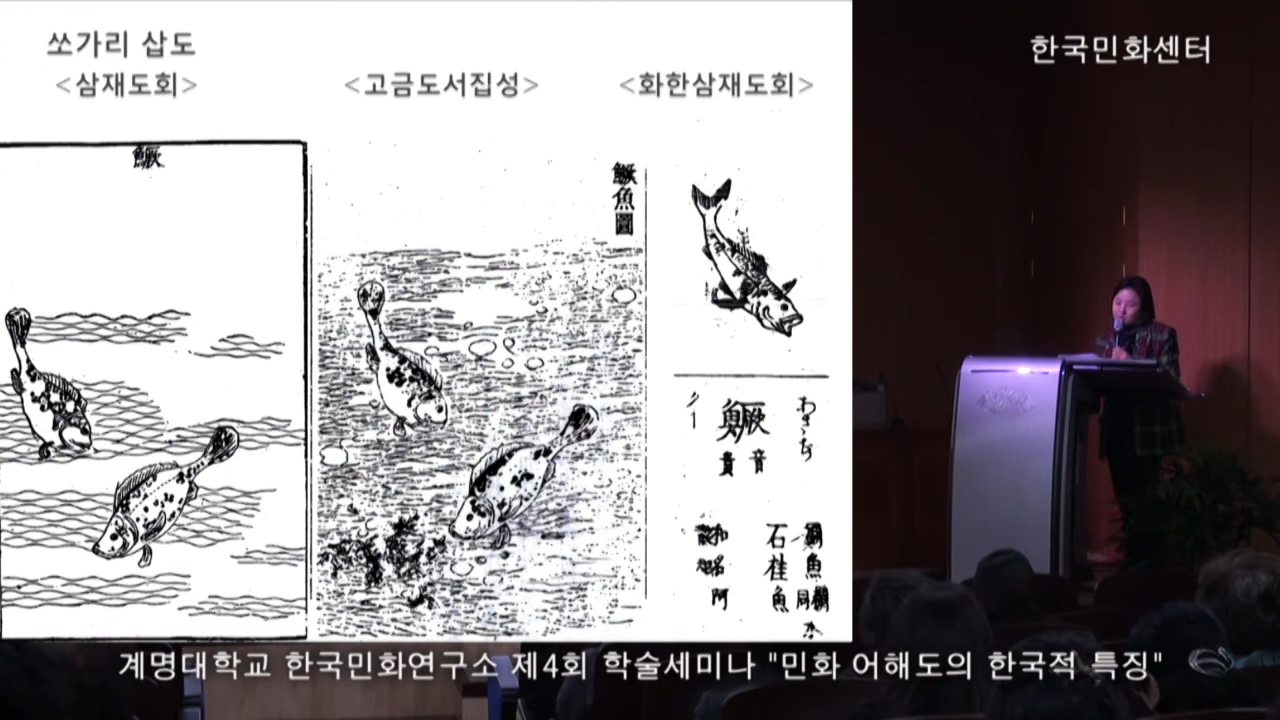 쏘가리 삽도
<삼재도회>
<고금도서집성>
<화한삼재도회>
한국민화센터
鱖
鱖魚圖
鱖
音
貴
石桂魚
계명대학교 한국민화연구소 제4회 학술세미나 "민화 어해도의 한국적 특징"